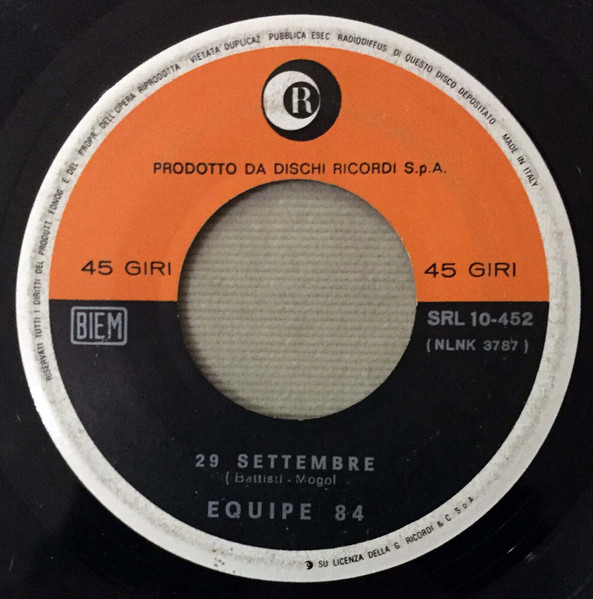 RISERVATI TUTTI I DIRITTI DEL PRODUTT FONOG E DEL PROPR. DELL'OPERA RIPRODOTTA VIETATA DUPLICAZ PUBBLICA ESEC RADIODIFFUS DI QUESTO DISCO DEPOSITATO MADE IN ITALY
R
PRODOTTO DA DISCHI RICORDI S.p.A.
45 GIRI 45 GIRI
BIEM SRL 10-452
( NLNK 3787 )
29 SETTEMBRE
( Battisti - Mogol
EQUIPE 84
SU LICENZA DELLA G. RICORDI & C. S.p.A.